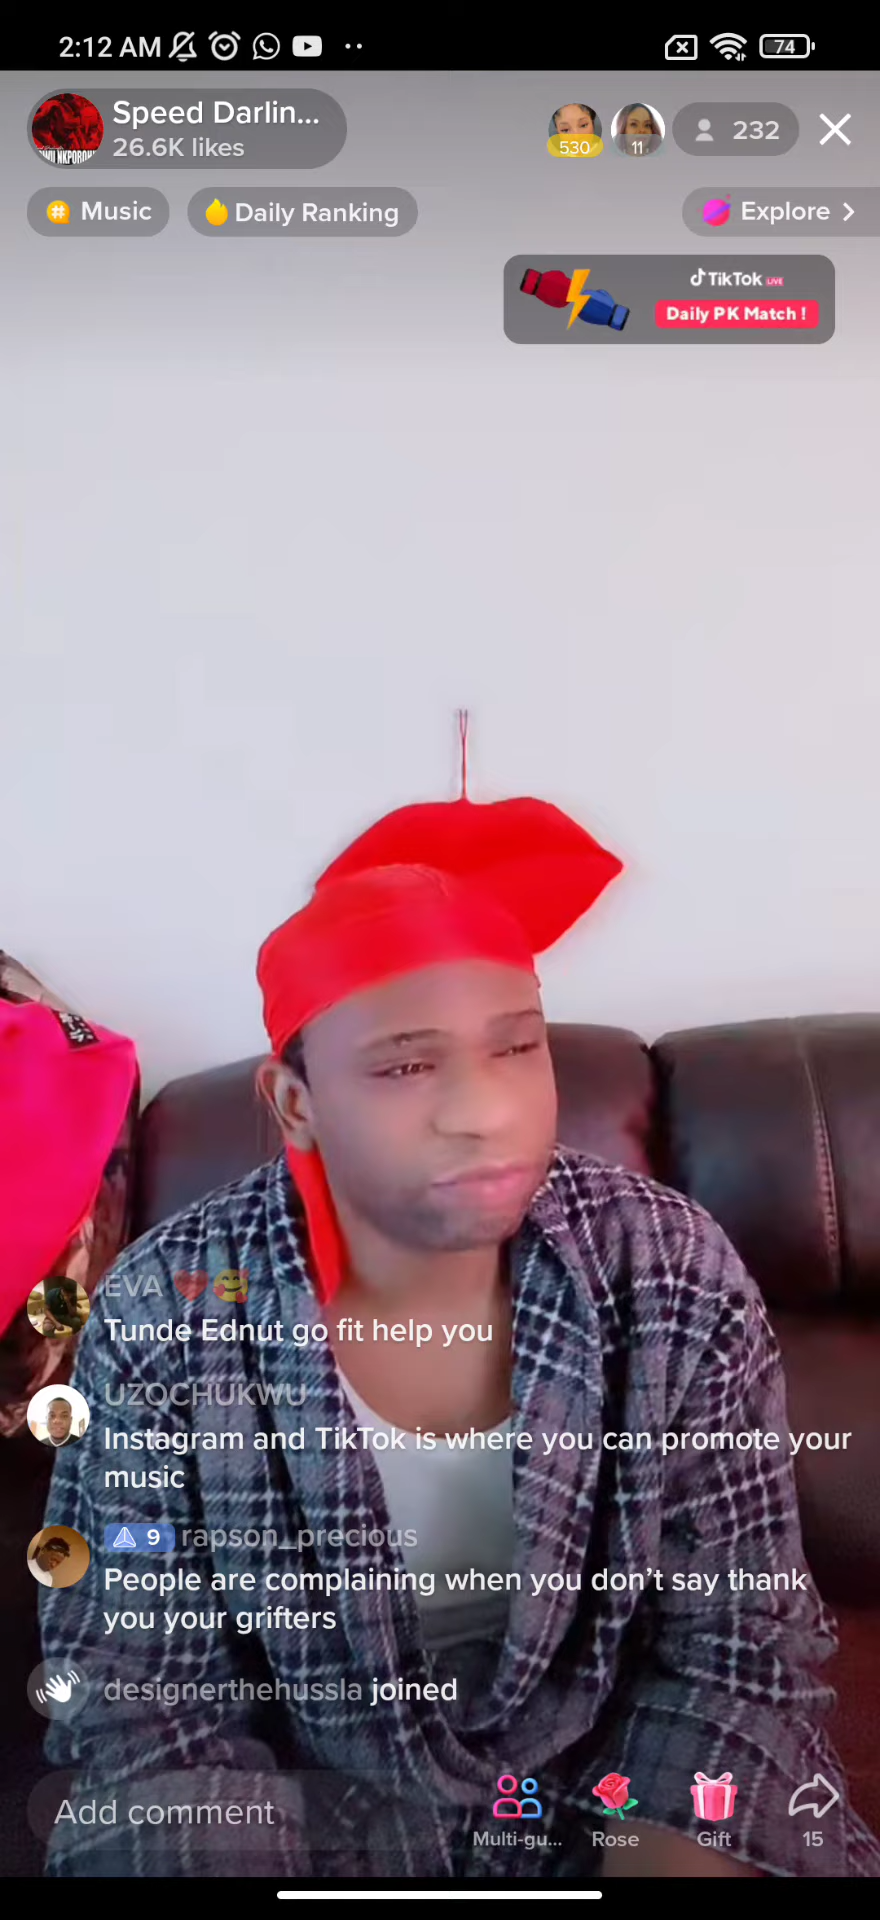 2:12 AM
74
Speed Darlin...
26.6K likes
530
11
232
Music
Daily Ranking
Explore
TikTok LIVE
Daily PK Match !
EVA ❤️🥰
Tunde Ednut go fit help you
UZOCHUKWU
Instagram and TikTok is where you can promote your
music
9 rapson_precious
People are complaining when you don’t say thank
you your grifters
designerthehussla joined
Add comment
Multi-gu...
Rose
Gift
15